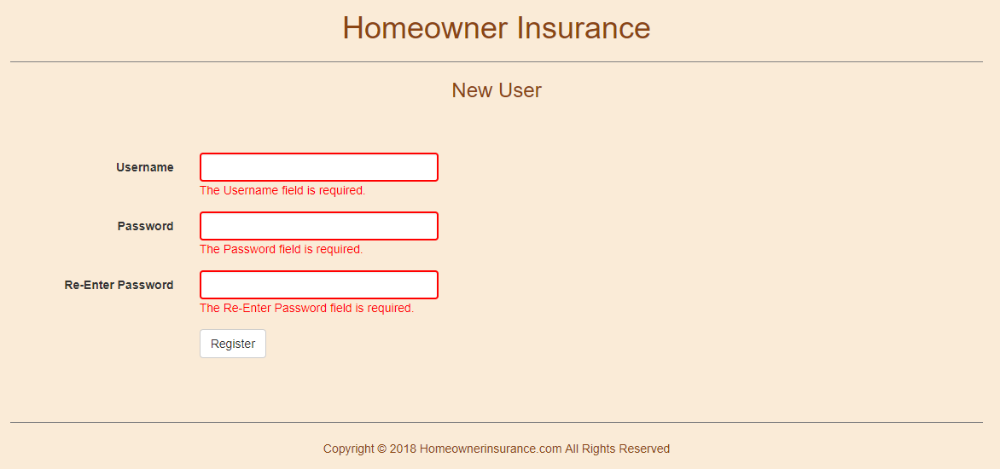 Homeowner Insurance
New User
Username
The Username field is required.
Password
The Password field is required.
Re-Enter Password
The Re-Enter Password field is required.
Register
Copyright © 2018 Homeownerinsurance.com All Rights Reserved